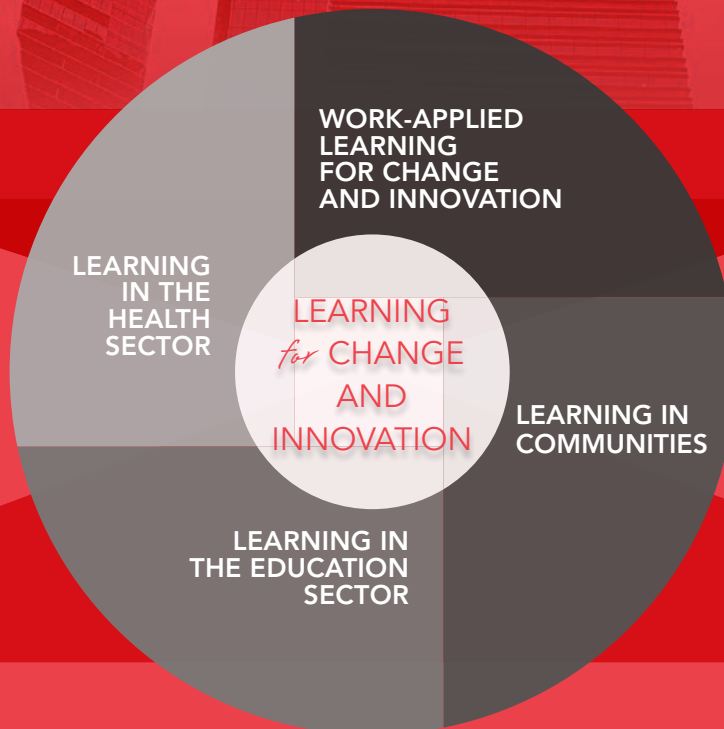 WORK-APPLIED
LEARNING
FOR CHANGE
AND INNOVATION
LEARNING
IN THE
HEALTH
SECTOR
LEARNING
for CHANGE
AND
INNOVATION
LEARNING IN
COMMUNITIES
LEARNING IN
THE EDUCATION
SECTOR